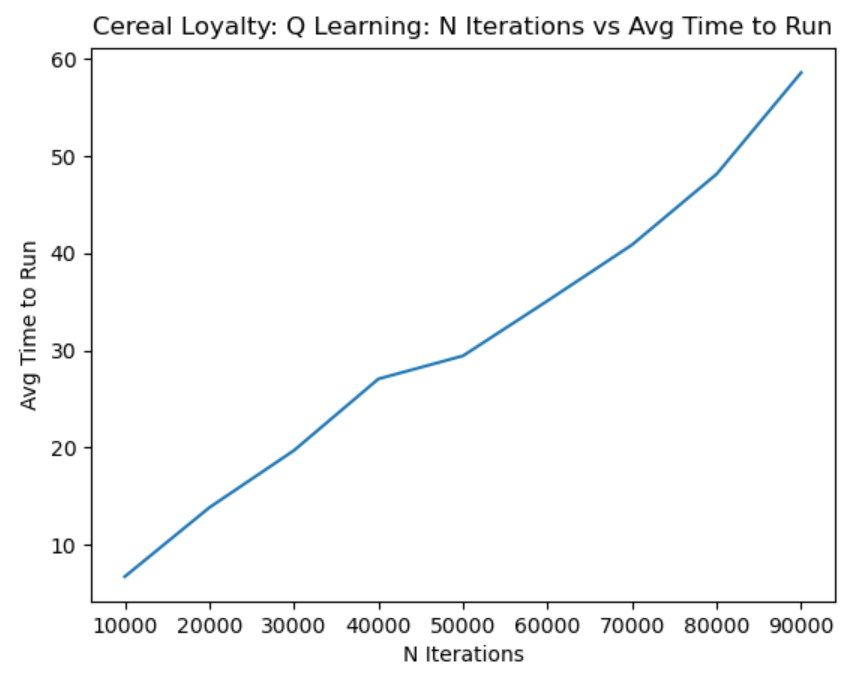 Cereal Loyalty: Q Learning: N Iterations vs Avg Time to Run
60
50
40
30
20
10
Avg Time to Run
10000 20000 30000 40000 50000 60000 70000 80000 90000
N Iterations